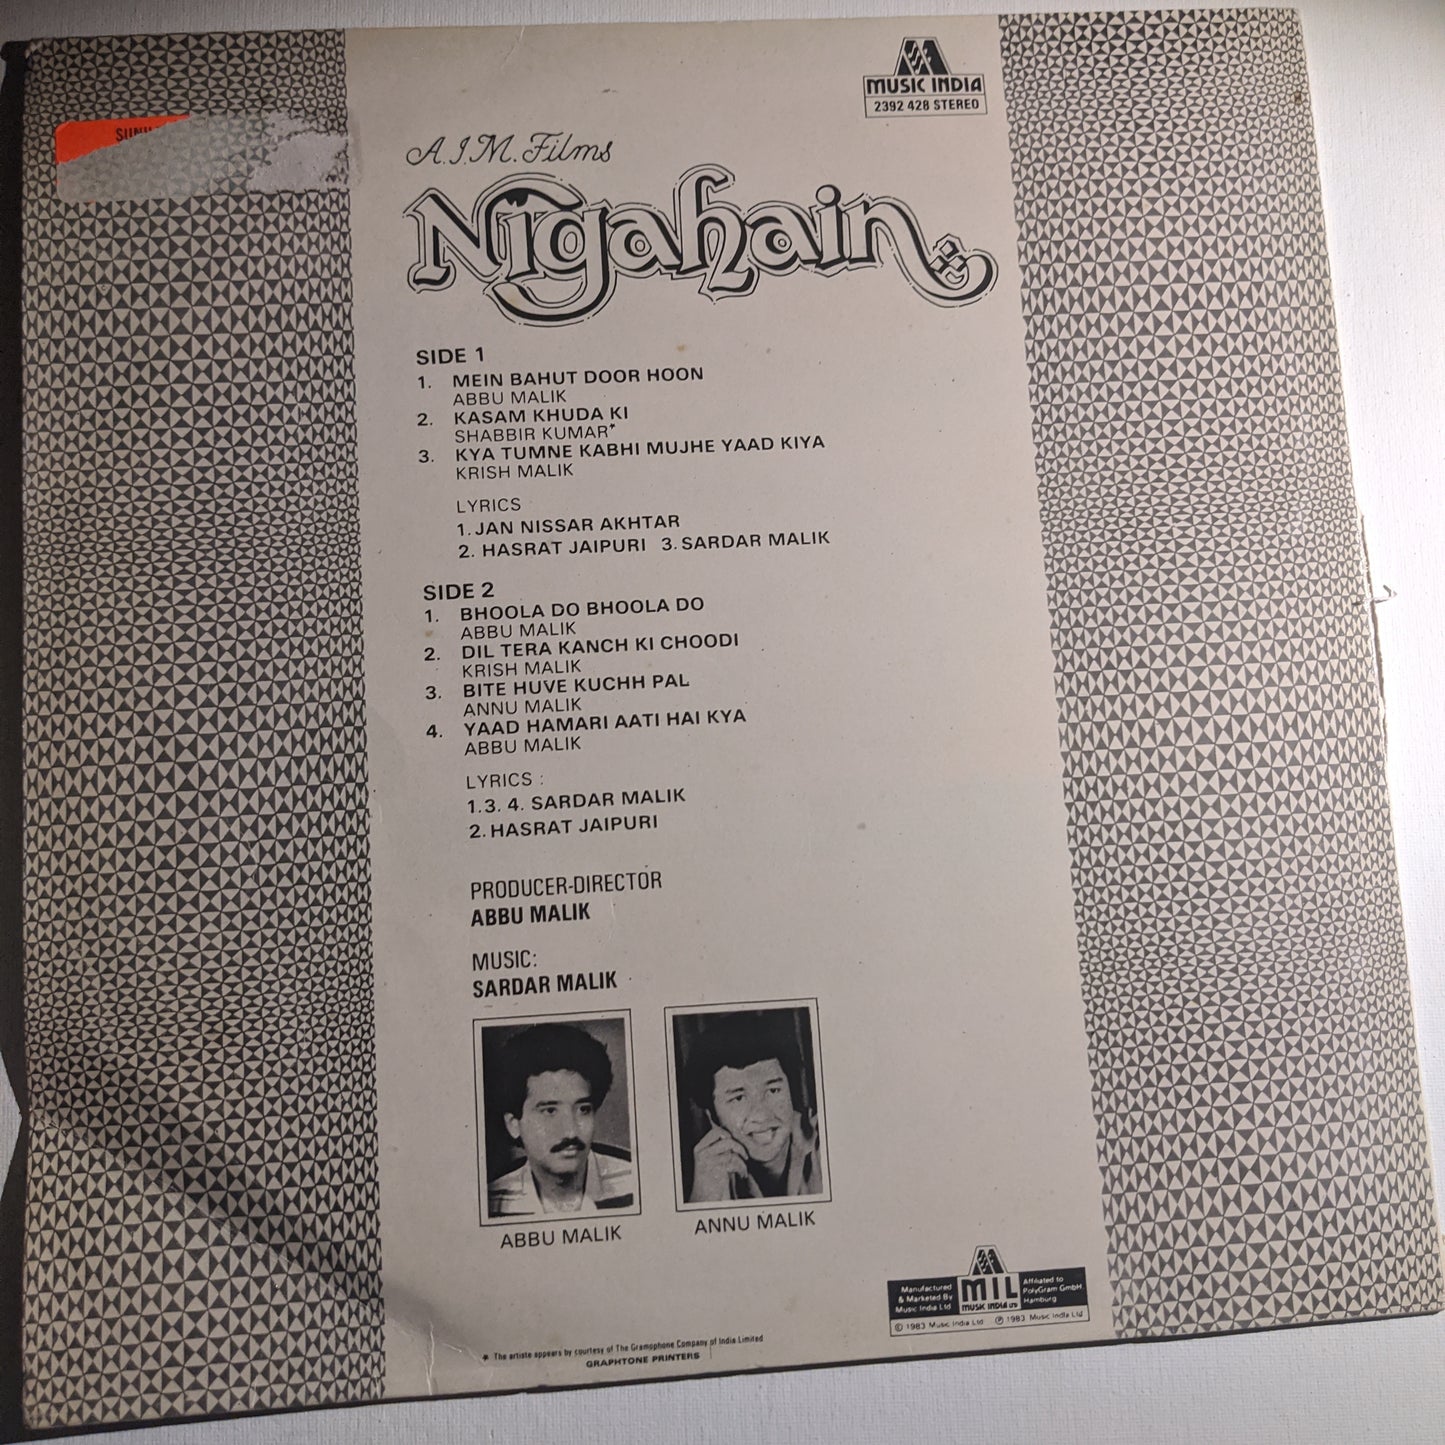 MUSIC INDIA
2392 428 STEREO
A.I.M. Films
Nigahain
SIDE 1
1. MEIN BAHUT DOOR HOON
ABBU MALIK
2. KASAM KHUDA KI
SHABBIR KUMAR*
3. KYA TUMNE KABHI MUJHE YAAD KIYA
KRISH MALIK
LYRICS
1. JAN NISSAR AKHTAR
2. HASRAT JAIPURI 3. SARDAR MALIK
SIDE 2
1. BHOOLA DO BHOOLA DO
ABBU MALIK
2. DIL TERA KANCH KI CHOODI
KRISH MALIK
3. BITE HUVE KUCHH PAL
ANNU MALIK
4. YAAD HAMARI AATI HAI KYA
ABBU MALIK
LYRICS :
1.3. 4. SARDAR MALIK
2. HASRAT JAIPURI
PRODUCER-DIRECTOR
ABBU MALIK
MUSIC:
SARDAR MALIK
ABBU MALIK
ANNU MALIK
Manufactured
& Marketed By
Music India Ltd
MIL
MUSIC INDIA LTD
Affiliated to
PolyGram GmbH
Hamburg
© 1983 Music India Ltd ℗ 1983 Music India Ltd
* The artiste appears by courtesy of The Gramophone Company of India Limited
GRAPHTONE PRINTERS